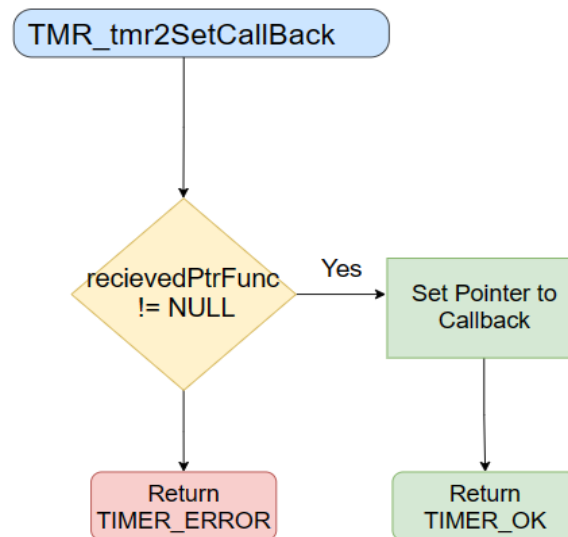 TMR_tmr2SetCallBack
recievedPtrFunc
!= NULL
Yes
Set Pointer to
Callback
Return
TIMER_ERROR
Return
TIMER_OK